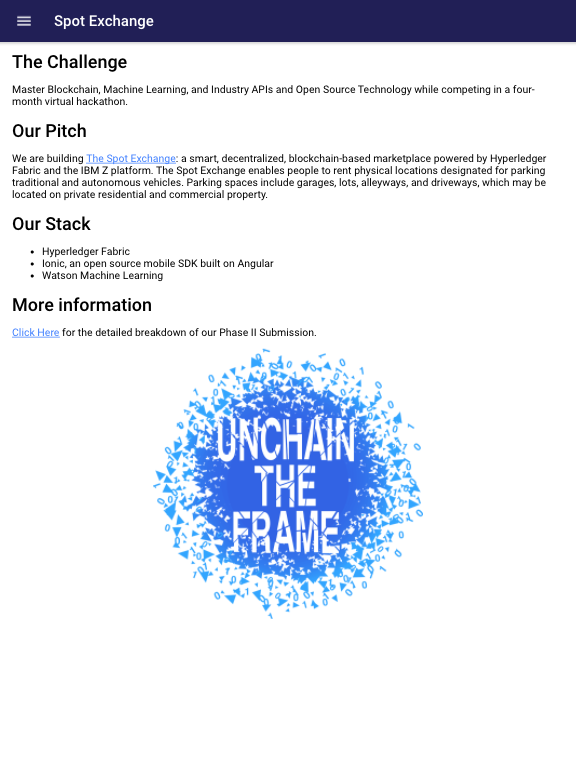 Spot Exchange
The Challenge
Master Blockchain, Machine Learning, and Industry APIs and Open Source Technology while competing in a four-
month virtual hackathon.
Our Pitch
We are building The Spot Exchange: a smart, decentralized, blockchain-based marketplace powered by Hyperledger
Fabric and the IBM Z platform. The Spot Exchange enables people to rent physical locations designated for parking
traditional and autonomous vehicles. Parking spaces include garages, lots, alleyways, and driveways, which may be
located on private residential and commercial property.
Our Stack
• Hyperledger Fabric
• Ionic, an open source mobile SDK built on Angular
• Watson Machine Learning
More information
Click Here for the detailed breakdown of our Phase II Submission.
UNCHAIN
THE
FRAME